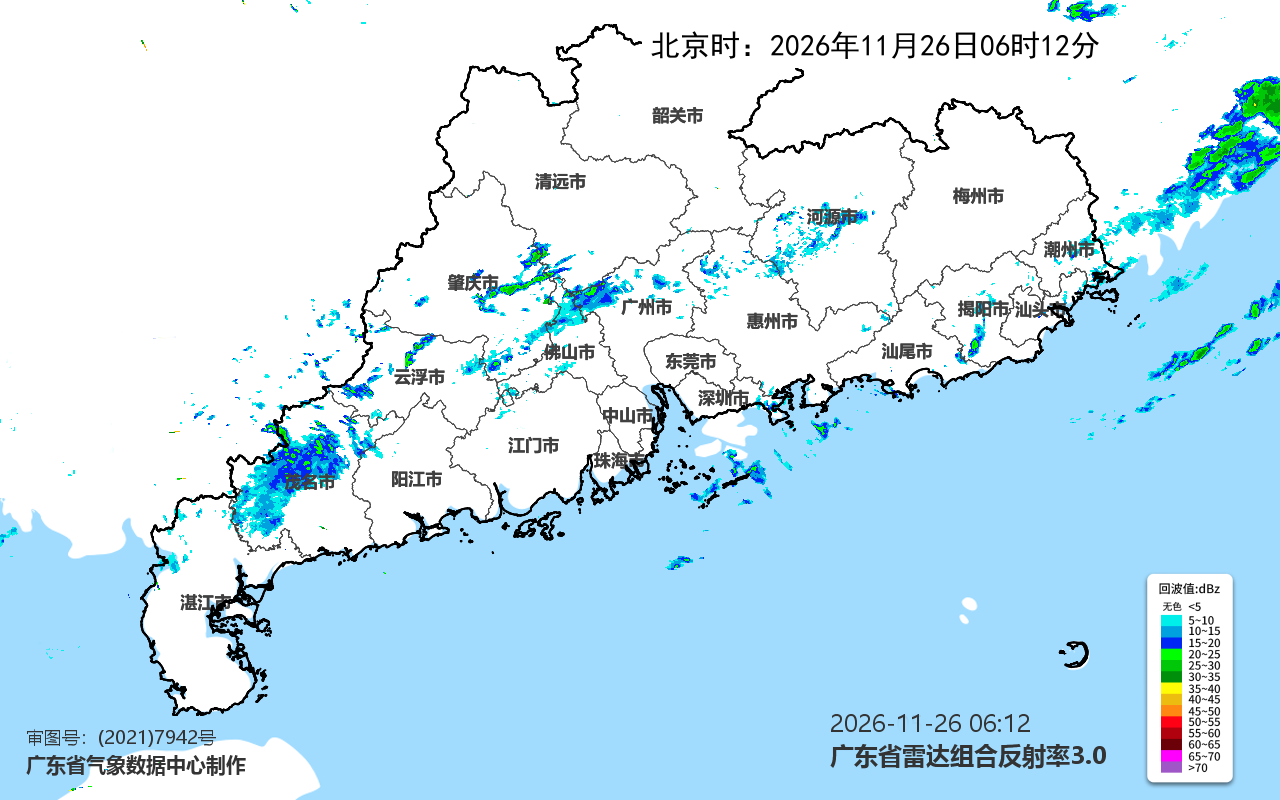 北京时：2026年11月26日06时12分
韶关市
清远市
梅州市
河源市
潮州市
肇庆市
广州市
惠州市
揭阳市
汕头市
佛山市
东莞市
汕尾市
云浮市
深圳市
中山市
江门市
珠海市
阳江市
茂名市
湛江市
回波值:dBz
无色 <5
5~10
10~15
15~20
20~25
25~30
30~35
35~40
40~45
45~50
50~55
55~60
60~65
65~70
>70
2026-11-26 06:12
广东省雷达组合反射率3.0
审图号：(2021)7942号
广东省气象数据中心制作